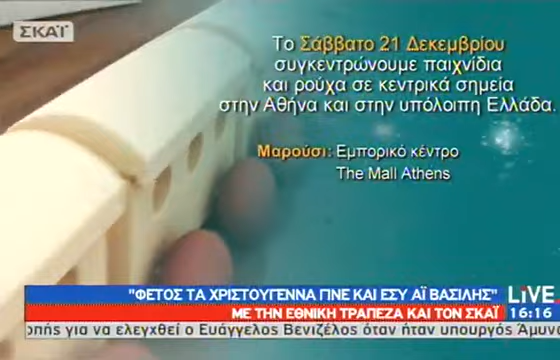 ΣΚΑΪ
Το Σάββατο 21 Δεκεμβρίου
συγκεντρώνουμε παιχνίδια
και ρούχα σε κεντρικά σημεία
στην Αθήνα και στην υπόλοιπη Ελλάδα.
Μαρούσι: Εμπορικό κέντρο
The Mall Athens
"ΦΕΤΟΣ ΤΑ ΧΡΙΣΤΟΥΓΕΝΝΑ ΓΙΝΕ ΚΑΙ ΕΣΥ ΑΪ ΒΑΣΙΛΗΣ"
LIVE
ΜΕ ΤΗΝ ΕΘΝΙΚΗ ΤΡΑΠΕΖΑ ΚΑΙ ΤΟΝ ΣΚΑΪ
16:16
οπής για να ελεγχθεί ο Ευάγγελος Βενιζέλος όταν ήταν υπουργός Άμυν